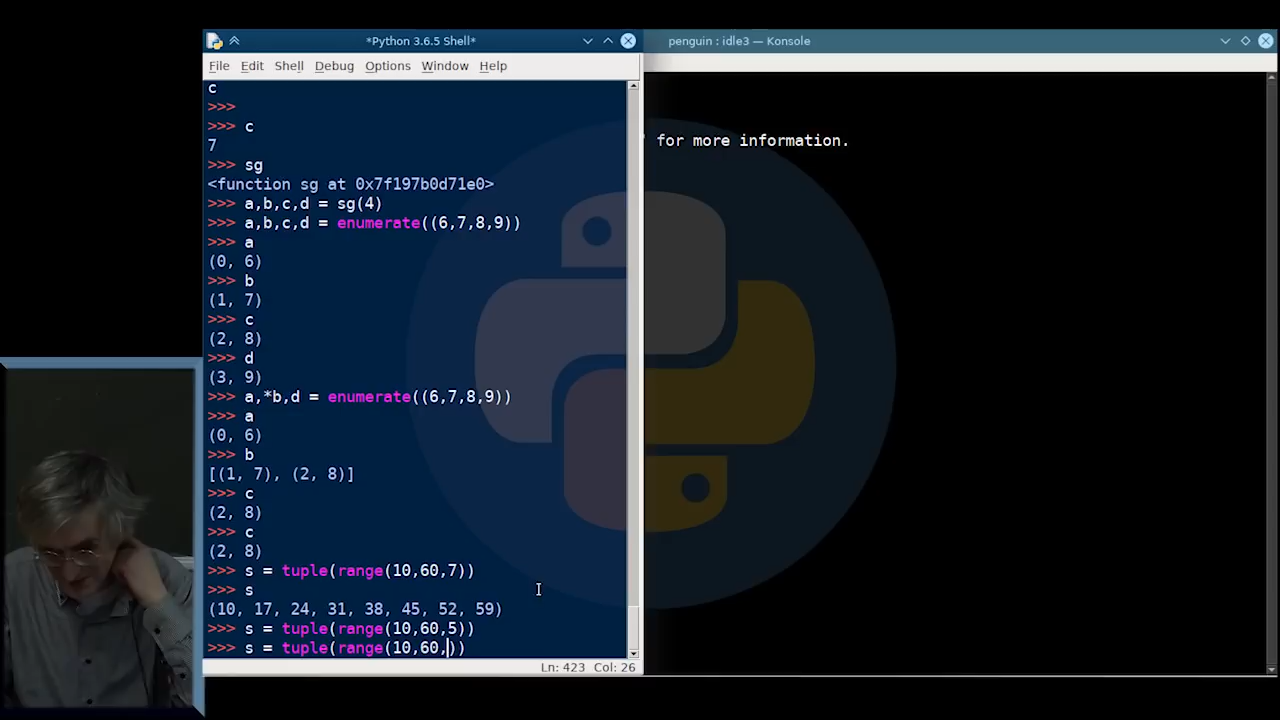 *Python 3.6.5 Shell*
penguin : idle3 — Konsole
File Edit Shell Debug Options Window Help
c
>>>
>>> c
7
>>> sg
<function sg at 0x7f197b0d71e0>
>>> a,b,c,d = sg(4)
>>> a,b,c,d = enumerate((6,7,8,9))
>>> a
(0, 6)
>>> b
(1, 7)
>>> c
(2, 8)
>>> d
(3, 9)
>>> a,*b,d = enumerate((6,7,8,9))
>>> a
(0, 6)
>>> b
[(1, 7), (2, 8)]
>>> c
(2, 8)
>>> c
(2, 8)
>>> s = tuple(range(10,60,7))
>>> s
(10, 17, 24, 31, 38, 45, 52, 59)
>>> s = tuple(range(10,60,5))
>>> s = tuple(range(10,60,))
Ln: 423 Col: 26
for more information.